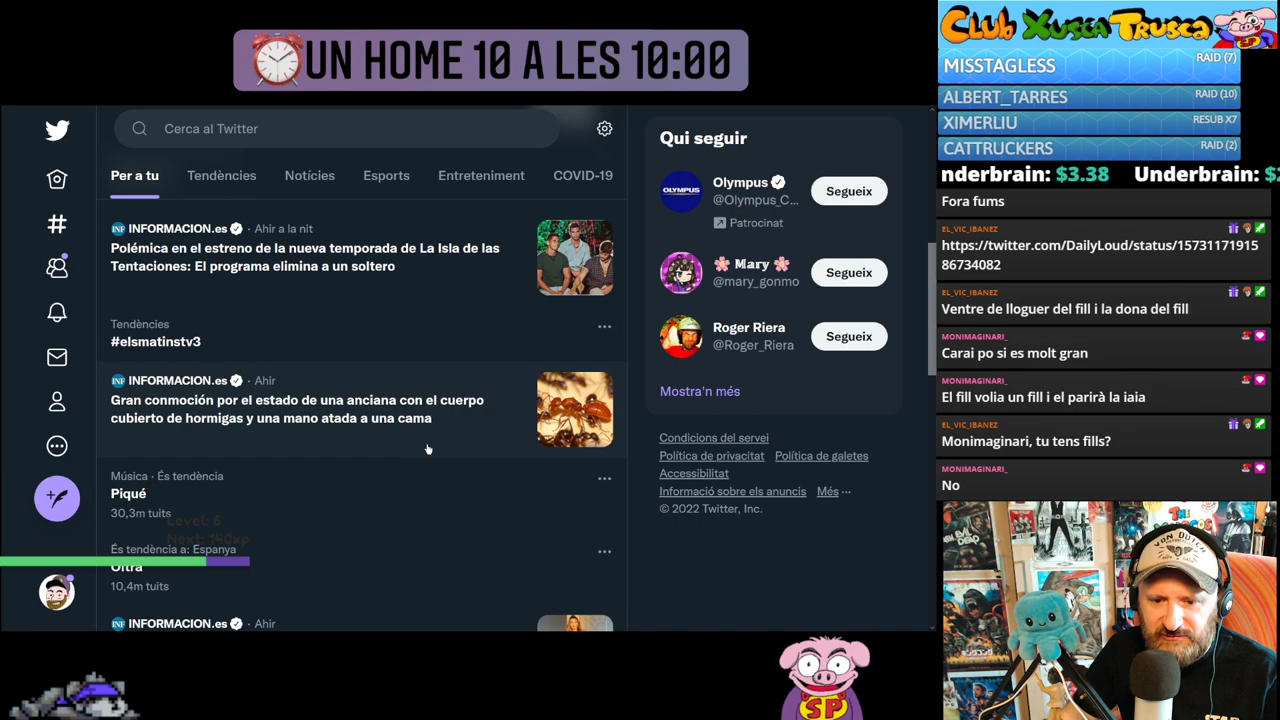 UN HOME 10 A LES 10:00
Club Xusca Trusca
MISSTAGLESS RAID (7)
ALBERT_TARRES RAID (10)
XIMERLIU RESUB X7
CATTRUCKERS RAID (2)
nderbrain: $3.38 Underbrain: $2
Cerca al Twitter
Per a tu Tendències Notícies Esports Entreteniment COVID-19
INFORMACION.es · Ahir a la nit
Polémica en el estreno de la nueva temporada de La Isla de las
Tentaciones: El programa elimina a un soltero
Tendències
#elsmatinstv3
INFORMACION.es · Ahir
Gran conmoción por el estado de una anciana con el cuerpo
cubierto de hormigas y una mano atada a una cama
Música · És tendència
Piqué
30,3m tuits
Level: 6
Next: 140xp
És tendència a: Espanya
Ultra
10,4m tuits
INFORMACION.es · Ahir
Qui seguir
OLYMPUS
Olympus
@Olympus_C...
Segueix
Patrocinat
🌸 Mary 🌸
@mary_gonmo
Segueix
Roger Riera
@Roger_Riera
Segueix
Mostra'n més
Condicions del servei
Política de privacitat Política de galetes
Accessibilitat
Informació sobre els anuncis Més ···
© 2022 Twitter, Inc.
Fora fums
EL_VIC_IBANEZ
https://twitter.com/DailyLoud/status/15731171915
86734082
EL_VIC_IBANEZ
Ventre de lloguer del fill i la dona del fill
MONIMAGINARI_
Carai po si es molt gran
MONIMAGINARI_
El fill volia un fill i el parirà la iaia
EL_VIC_IBANEZ
Monimaginari, tu tens fills?
MONIMAGINARI_
No
VON DUTCH
SP